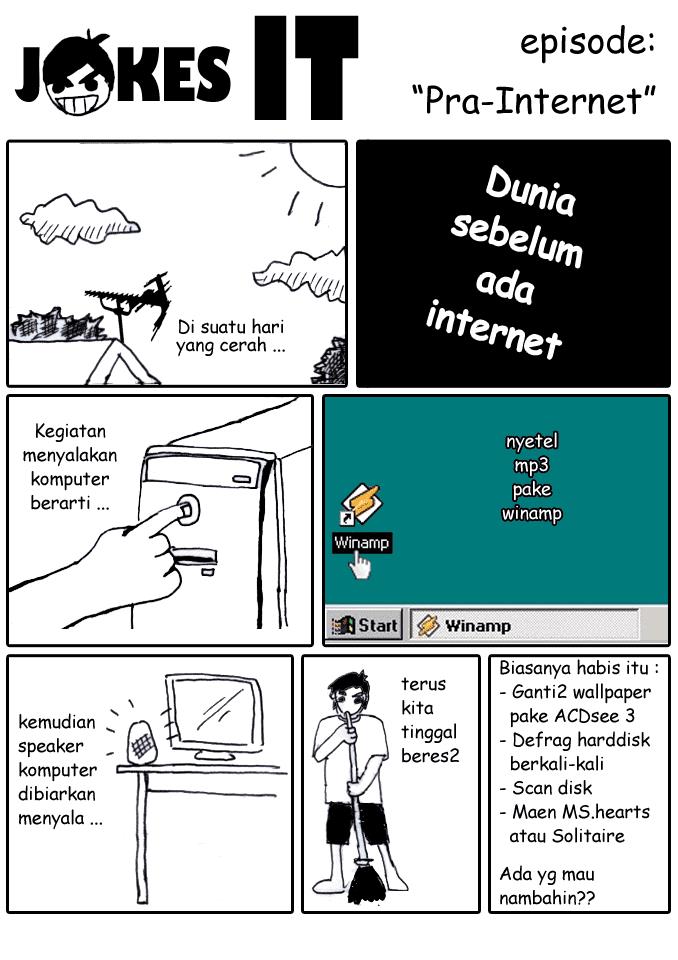 JOKES IT
episode:
“Pra-Internet”
Di suatu hari
yang cerah ...
Dunia
sebelum
ada
internet
Kegiatan
menyalakan
komputer
berarti ...
nyetel
mp3
pake
winamp
Winamp
Start
Winamp
kemudian
speaker
komputer
dibiarkan
menyala ...
terus
kita
tinggal
beres2
Biasanya habis itu :
- Ganti2 wallpaper
pake ACDsee 3
- Defrag harddisk
berkali-kali
- Scan disk
- Maen MS.hearts
atau Solitaire
Ada yg mau
nambahin??